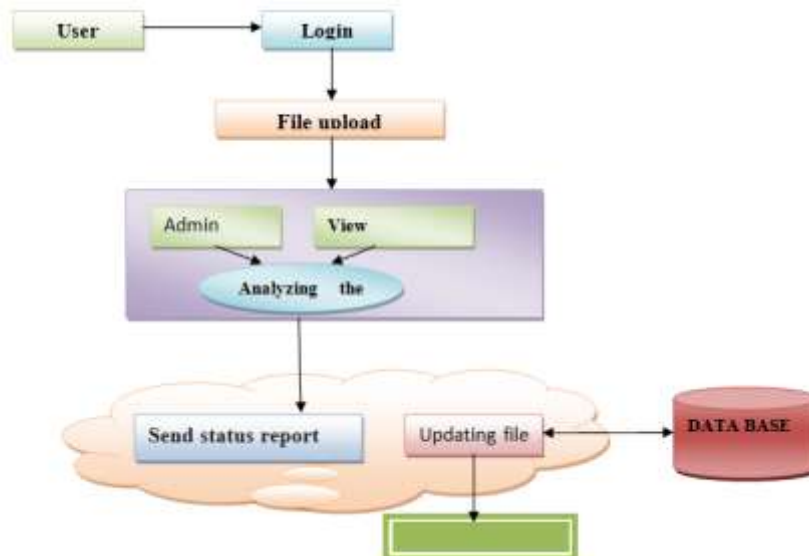 User
Login
File upload
Admin
View
Analyzing the
Send status report
Updating file
DATA BASE